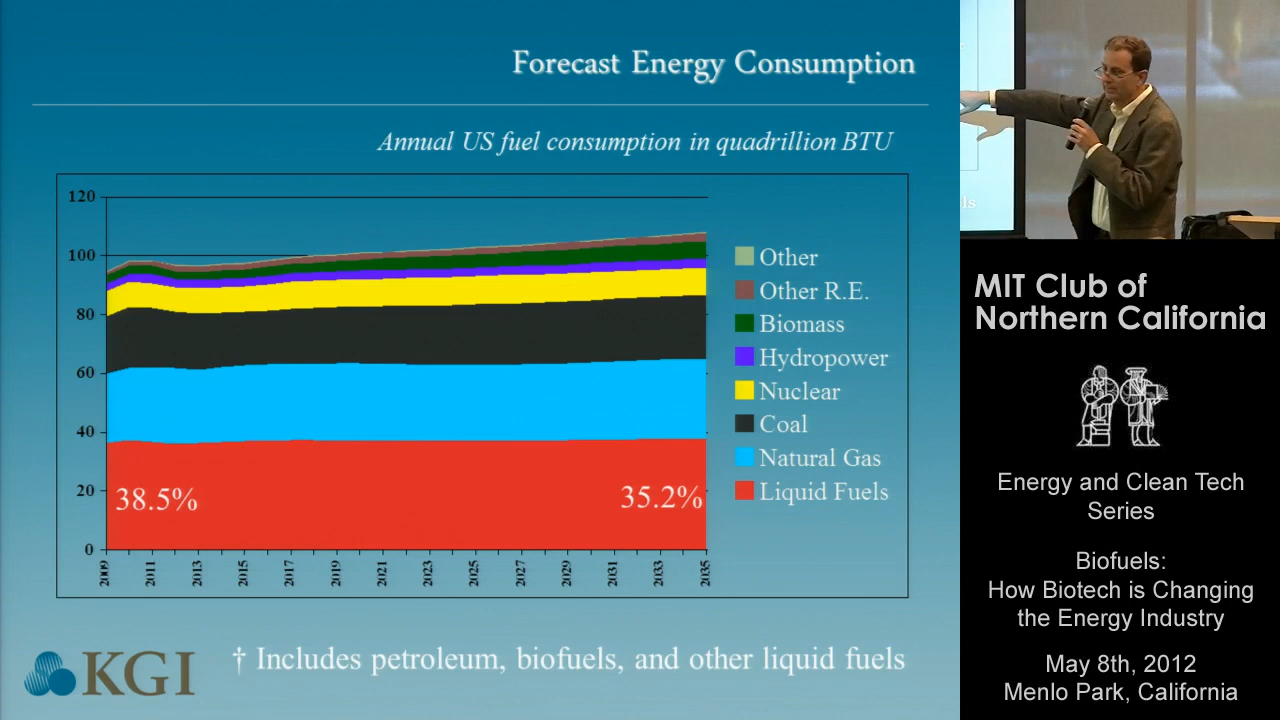 Forecast Energy Consumption
Annual US fuel consumption in quadrillion BTU
120
100
80
60
40
20
0
38.5%
35.2%
2009
2011
2013
2015
2017
2019
2021
2023
2025
2027
2029
2031
2033
2035
Other
Other R.E.
Biomass
Hydropower
Nuclear
Coal
Natural Gas
Liquid Fuels
KGI
† Includes petroleum, biofuels, and other liquid fuels
MIT Club of
Northern California
Energy and Clean Tech
Series
Biofuels:
How Biotech is Changing
the Energy Industry
May 8th, 2012
Menlo Park, California